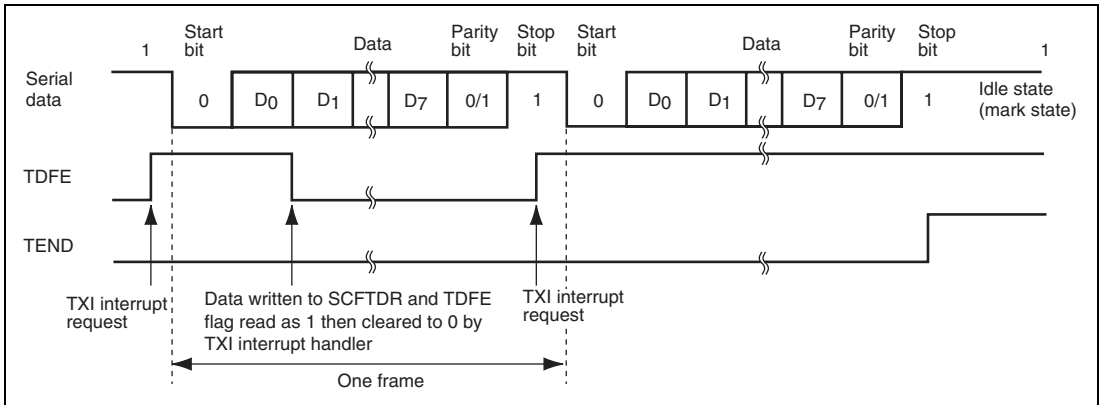 1 Start bit Data Parity bit Stop bit Start bit Data Parity bit Stop bit 1
Serial data
0 D0 D1 D7 0/1 1 0 D0 D1 D7 0/1 1
Idle state
(mark state)
TDFE
TEND
TXI interrupt
request
Data written to SCFTDR and TDFE
flag read as 1 then cleared to 0 by
TXI interrupt handler
TXI interrupt
request
One frame